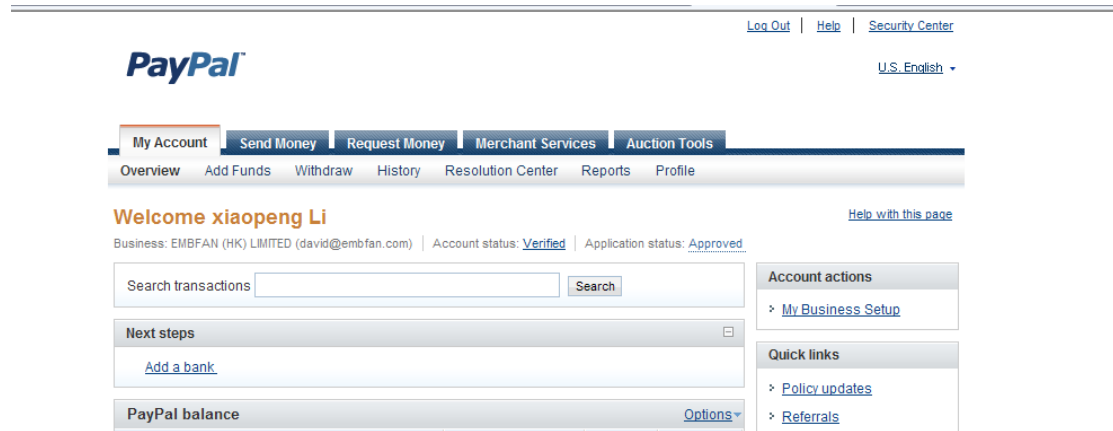 Log Out | Help | Security Center
PayPal™
U.S. English
My Account Send Money Request Money Merchant Services Auction Tools
Overview Add Funds Withdraw History Resolution Center Reports Profile
Welcome xiaopeng Li
Help with this page
Business: EMBFAN (HK) LIMITED (david@embfan.com) | Account status: Verified | Application status: Approved
Search transactions Search
Account actions
My Business Setup
Next steps
Add a bank
Quick links
Policy updates
PayPal balance Options
Referrals